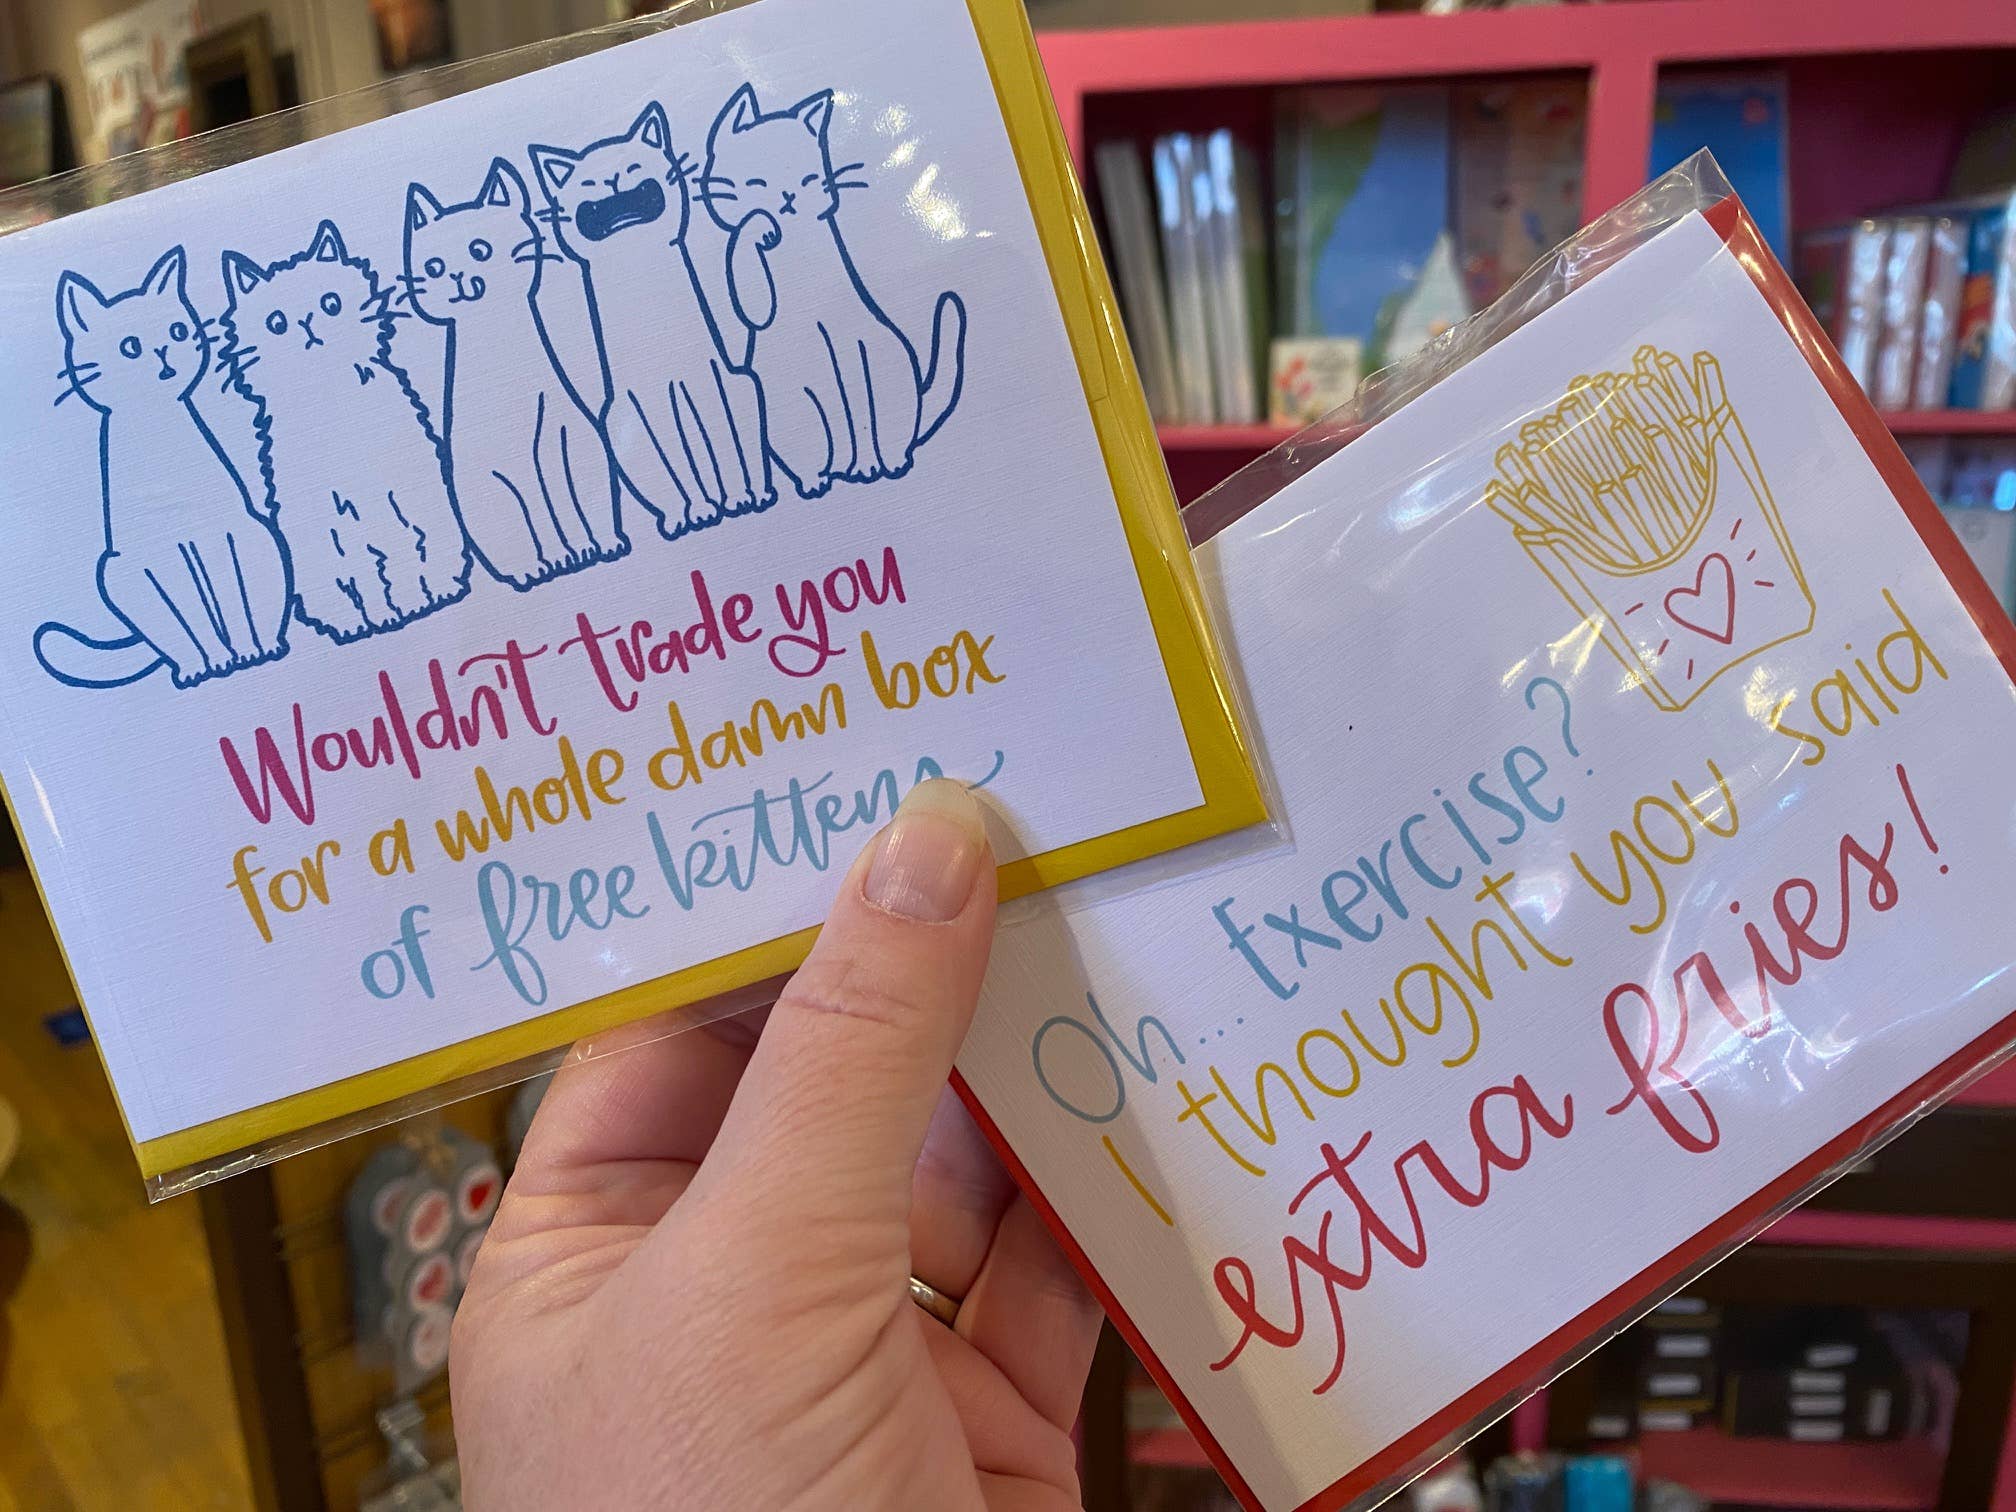 Wouldn't trade you
for a whole damn box
of free kittens
Oh... Exercise?
I thought you said
extra fries!